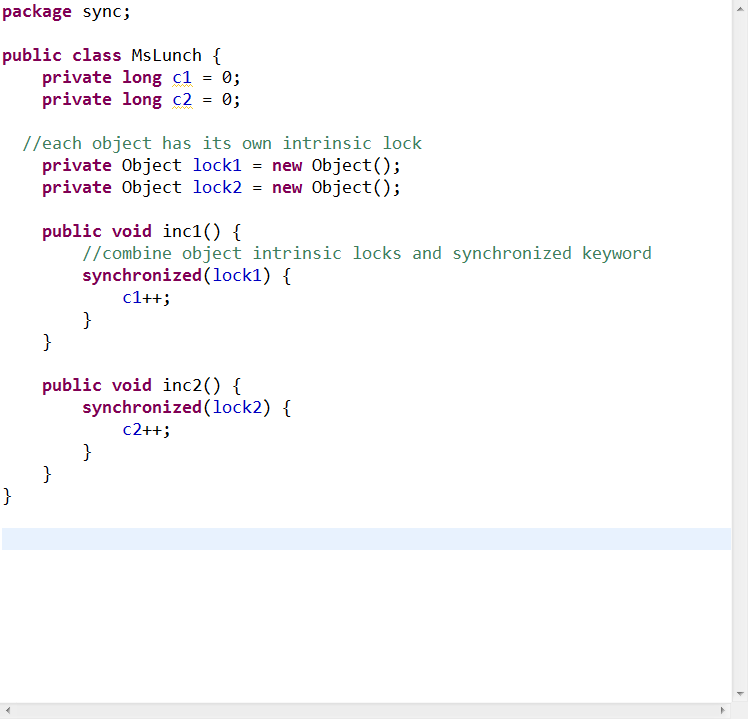 package sync;
public class MsLunch {
private long c1 = 0;
private long c2 = 0;
//each object has its own intrinsic lock
private Object lock1 = new Object();
private Object lock2 = new Object();
public void inc1() {
//combine object intrinsic locks and synchronized keyword
synchronized(lock1) {
c1++;
}
}
public void inc2() {
synchronized(lock2) {
c2++;
}
}
}